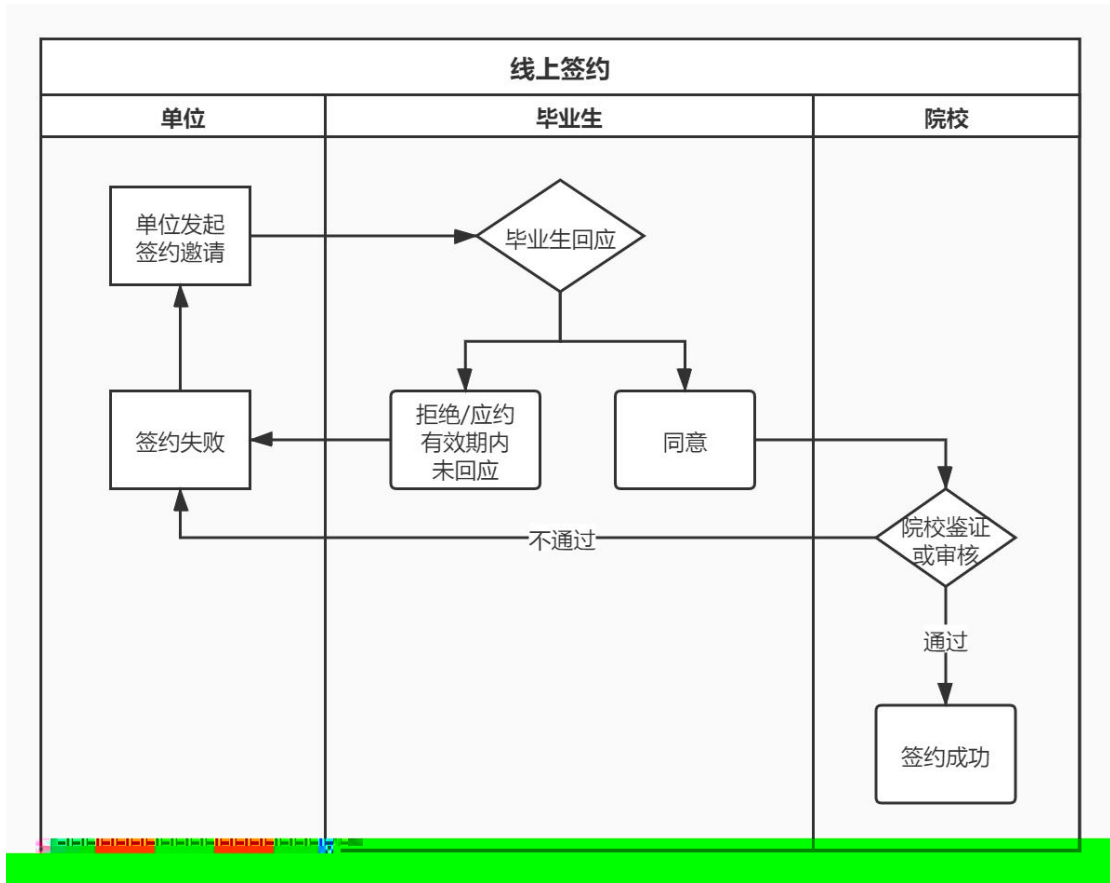 线上签约
单位
毕业生
院校
单位发起
签约邀请
毕业生回应
签约失败
拒绝/应约
有效期内
未回应
同意
院校鉴证
或审核
不通过
通过
签约成功